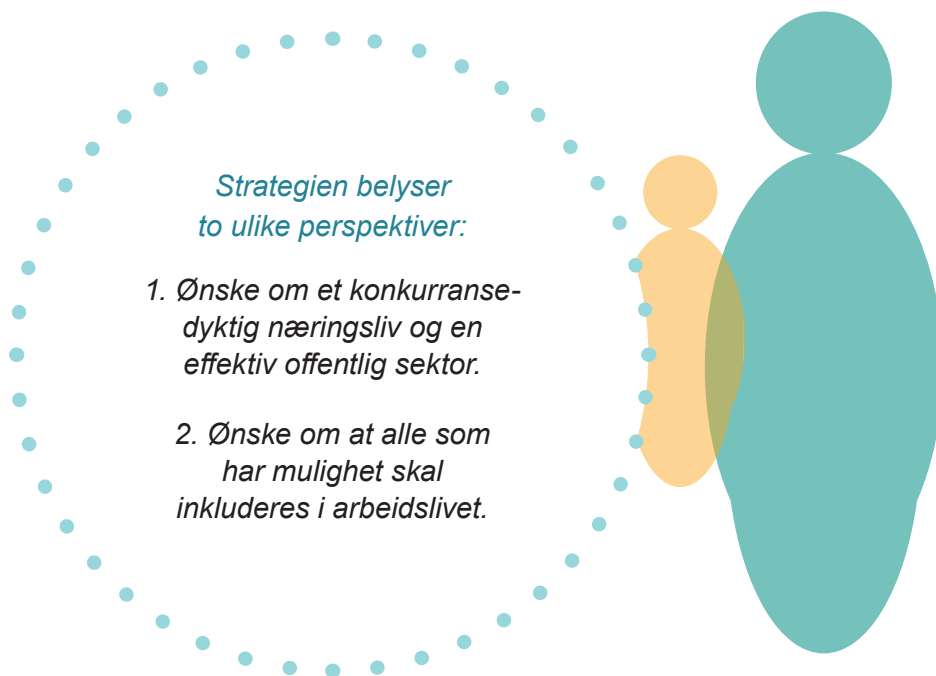 Strategien belyser
to ulike perspektiver:
1. Ønske om et konkurranse-
dyktig næringsliv og en
effektiv offentlig sektor.
2. Ønske om at alle som
har mulighet skal
inkluderes i arbeidslivet.